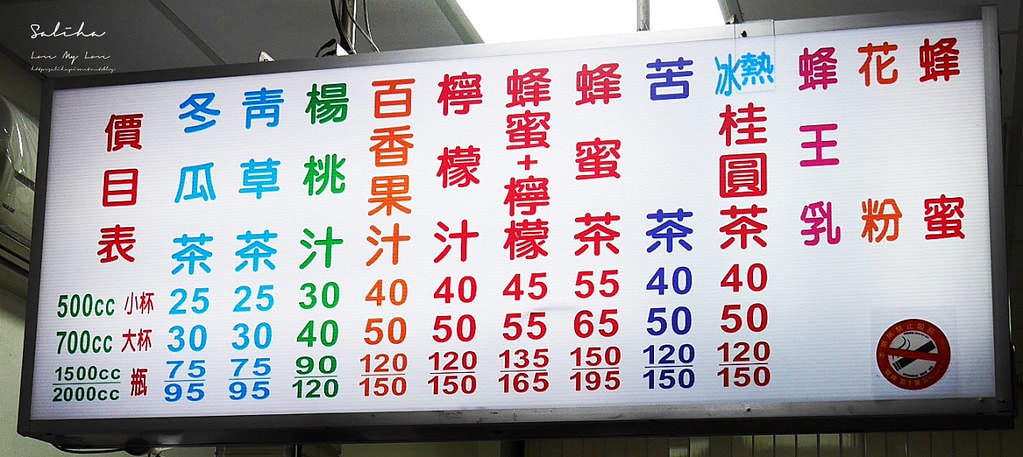 Saliha
Love My Love
價目表
冬瓜茶
青草茶
楊桃汁
百香果汁
檸檬汁
蜂蜜+檸檬
蜂蜜茶
苦茶
冰熱桂圓茶
蜂王乳
花粉
蜂蜜
500cc 小杯 25 25 30 40 40 45 55 40 40
700cc 大杯 30 30 40 50 50 55 65 50 50
1500cc 瓶 75 75 90 120 120 135 150 120 120
2000cc 95 95 120 150 150 165 195 150 150